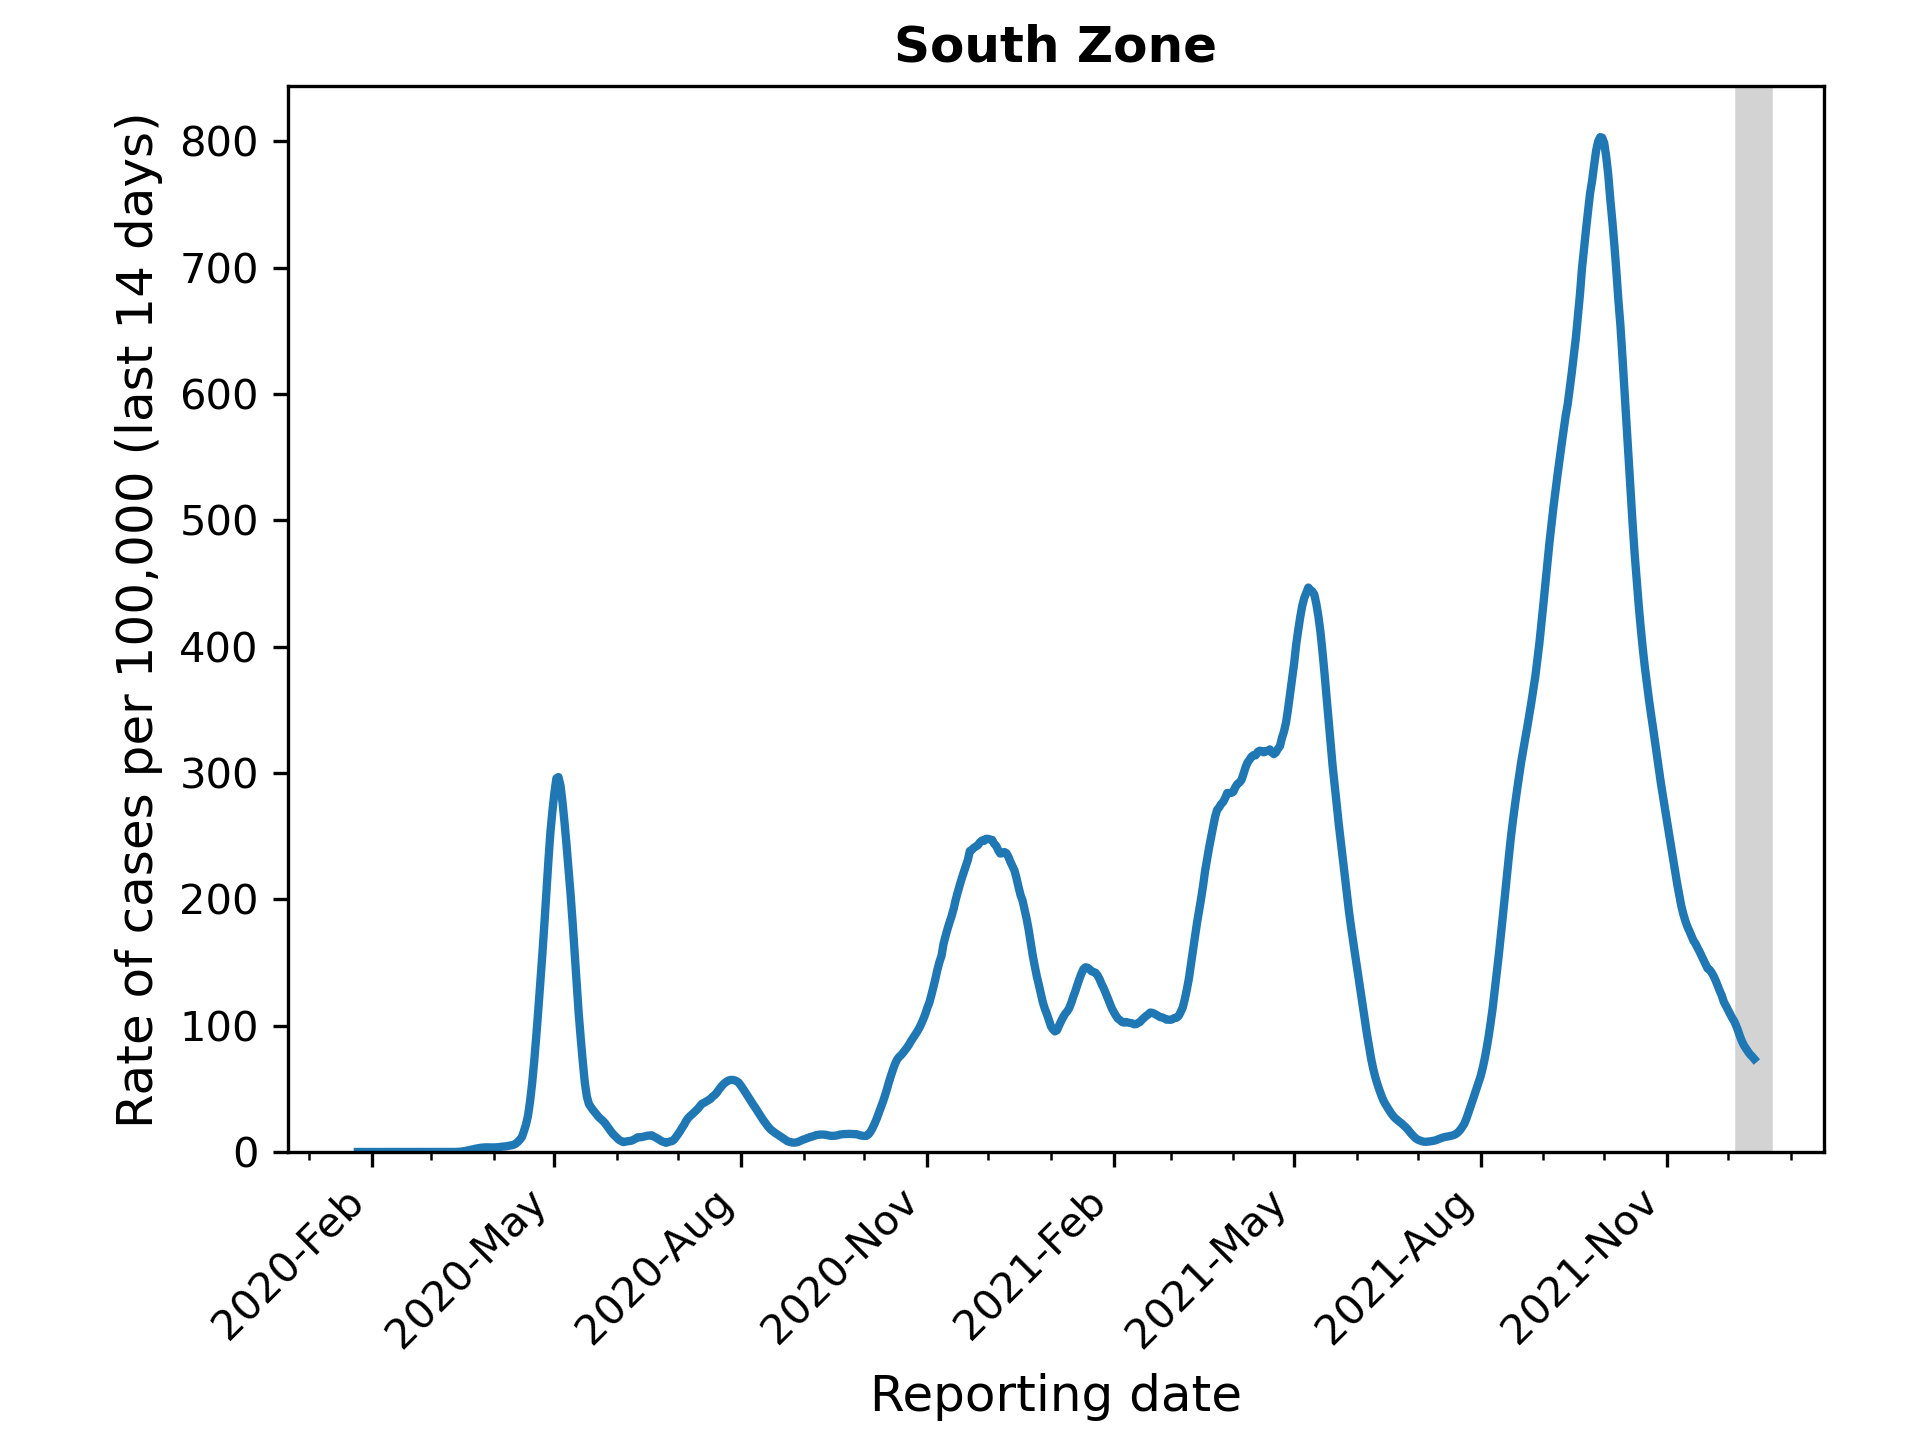 South Zone
Rate of cases per 100,000 (last 14 days)
800
700
600
500
400
300
200
100
0
2020-Feb
2020-May
2020-Aug
2020-Nov
2021-Feb
2021-May
2021-Aug
2021-Nov
Reporting date